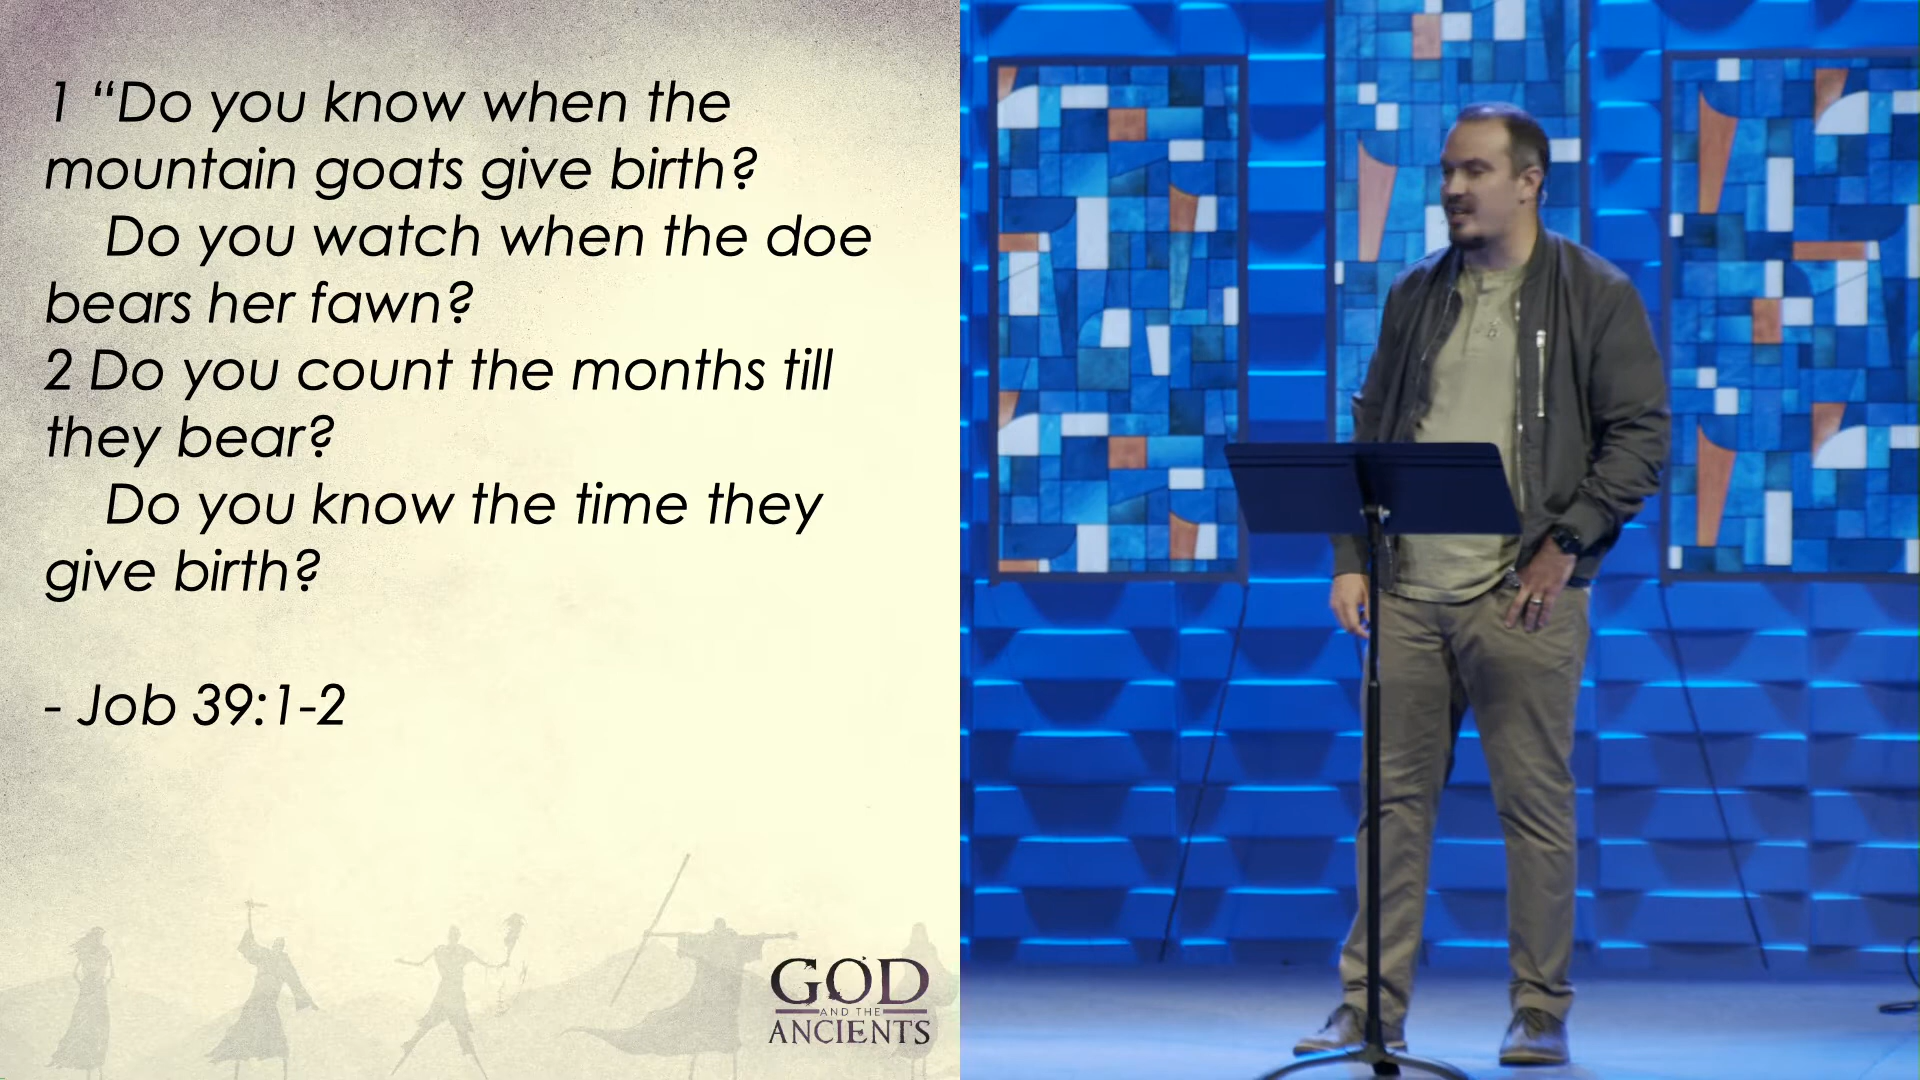 1 “Do you know when the
mountain goats give birth?
Do you watch when the doe
bears her fawn?
2 Do you count the months till
they bear?
Do you know the time they
give birth?
- Job 39:1-2
GOD
AND THE
ANCIENTS